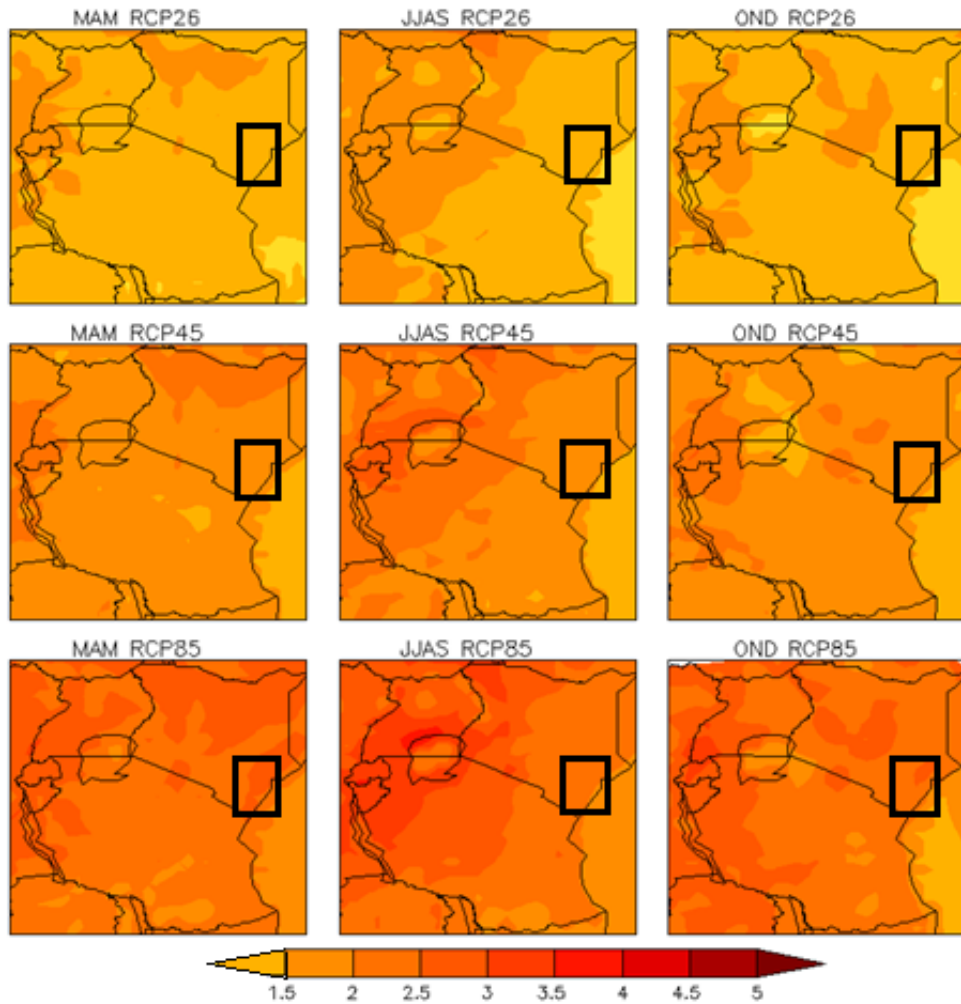 MAM RCP26 JJAS RCP26 OND RCP26
MAM RCP45 JJAS RCP45 OND RCP45
MAM RCP85 JJAS RCP85 OND RCP85
1.5 2 2.5 3 3.5 4 4.5 5